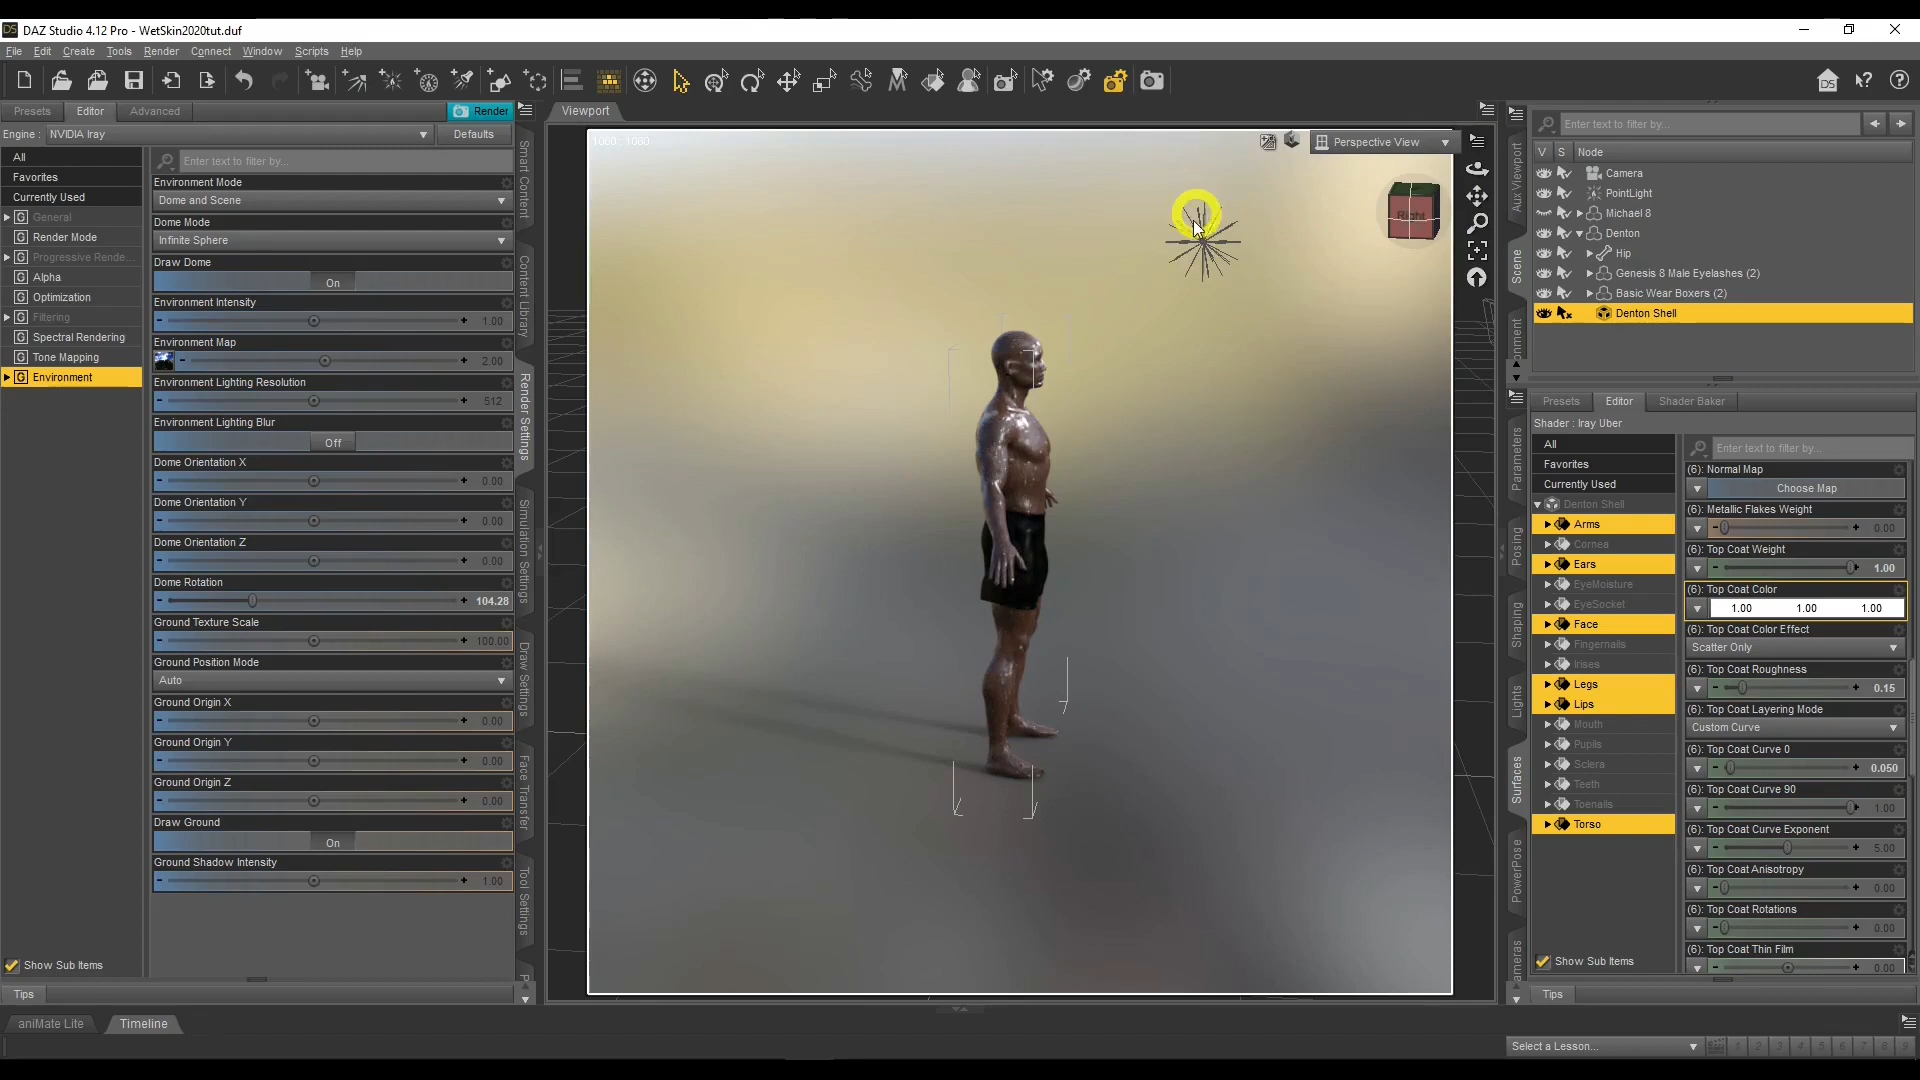 DAZ Studio 4.12 Pro - WetSkin2020tut.duf
File Edit Create Tools Render Connect Window Scripts Help
Presets Editor Advanced Render
Engine : NVIDIA Iray Defaults
All
Favorites
Currently Used
General
Render Mode
Progressive Rende...
Alpha
Optimization
Filtering
Spectral Rendering
Tone Mapping
Environment
Show Sub Items
Tips
Enter text to filter by...
Environment Mode
Dome and Scene
Dome Mode
Infinite Sphere
Draw Dome
On
Environment Intensity
1.00
Environment Map
2.00
Environment Lighting Resolution
512
Environment Lighting Blur
Off
Dome Orientation X
0.00
Dome Orientation Y
0.00
Dome Orientation Z
0.00
Dome Rotation
104.28
Ground Texture Scale
100.00
Ground Position Mode
Auto
Ground Origin X
0.00
Ground Origin Y
0.00
Ground Origin Z
0.00
Draw Ground
On
Ground Shadow Intensity
1.00
Smart Content
Content Library
Render Settings
Simulation Settings
Draw Settings
Face Transfer
Tool Settings
Viewport
Perspective View
Right
Aux Viewport
Scene
Enter text to filter by...
V S Node
Camera
PointLight
Michael 8
Denton
Hip
Genesis 8 Male Eyelashes (2)
Basic Wear Boxers (2)
Denton Shell
Parameters
Posing
Shaping
Lights
Surfaces
PowerPose
Presets Editor Shader Baker
Shader : Iray Uber
All
Favorites
Currently Used
Denton Shell
Arms
Cornea
Ears
EyeMoisture
EyeSocket
Face
Fingernails
Irises
Legs
Lips
Mouth
Pupils
Sclera
Teeth
Toenails
Torso
Show Sub Items
Tips
Enter text to filter by...
(6): Normal Map
Choose Map
(6): Metallic Flakes Weight
0.00
(6): Top Coat Weight
1.00
(6): Top Coat Color
1.00 1.00 1.00
(6): Top Coat Color Effect
Scatter Only
(6): Top Coat Roughness
0.15
(6): Top Coat Layering Mode
Custom Curve
(6): Top Coat Curve 0
0.050
(6): Top Coat Curve 90
1.00
(6): Top Coat Curve Exponent
5.00
(6): Top Coat Anisotropy
0.00
(6): Top Coat Rotations
0.00
(6): Top Coat Thin Film
0.00
aniMate Lite Timeline
Select a Lesson... 1 2 3 4 5 6 7 8 9